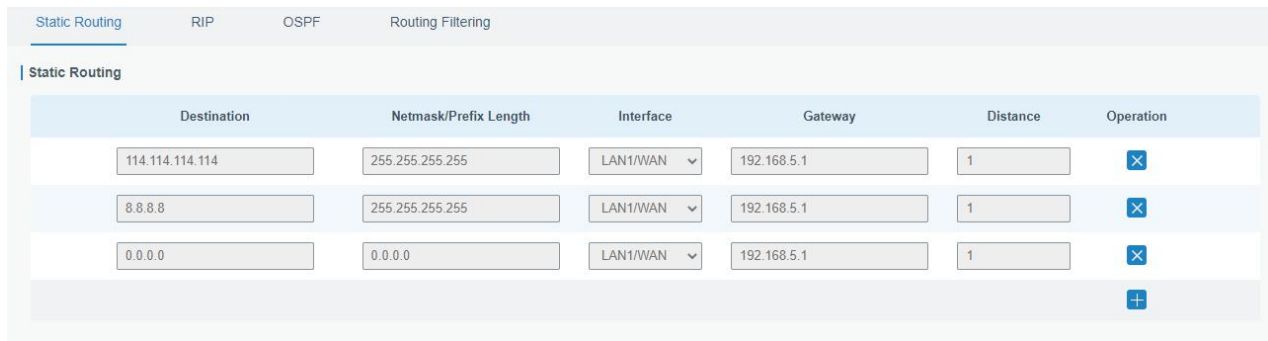 Static Routing RIP OSPF Routing Filtering
Static Routing
Destination Netmask/Prefix Length Interface Gateway Distance Operation
114.114.114.114 255.255.255.255 LAN1/WAN 192.168.5.1 1
8.8.8.8 255.255.255.255 LAN1/WAN 192.168.5.1 1
0.0.0.0 0.0.0.0 LAN1/WAN 192.168.5.1 1